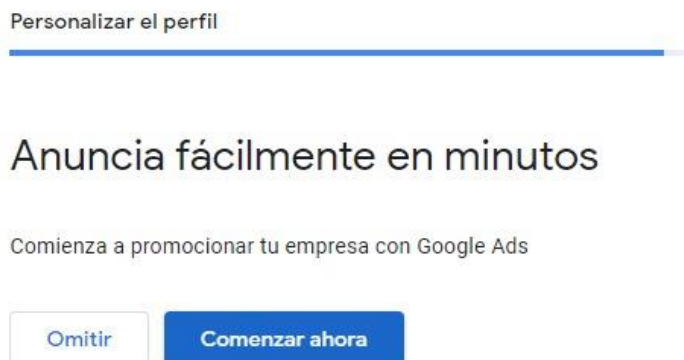 Personalizar el perfil
Anuncia fácilmente en minutos
Comienza a promocionar tu empresa con Google Ads
Omitir
Comenzar ahora